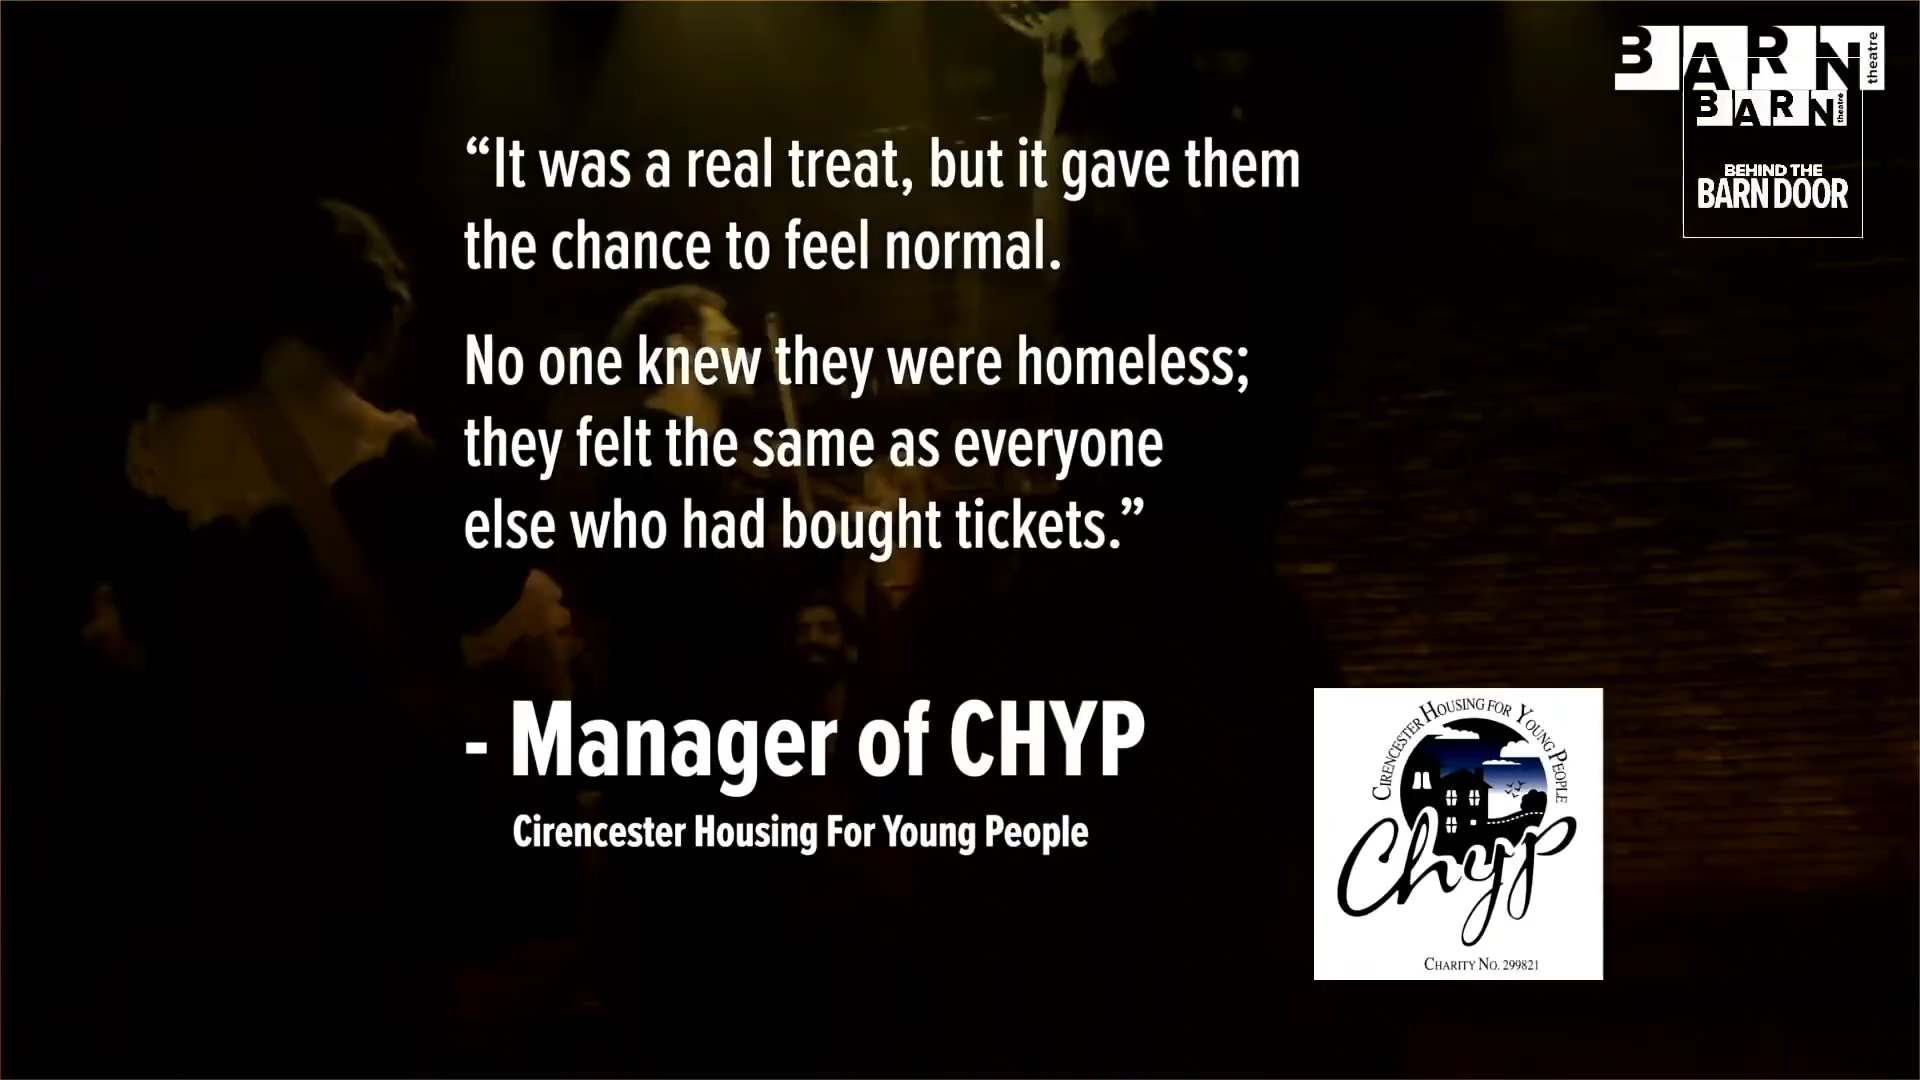 BARN theatre
BARN theatre
BEHIND THE
BARN DOOR
“It was a real treat, but it gave them
the chance to feel normal.
No one knew they were homeless;
they felt the same as everyone
else who had bought tickets.”
- Manager of CHYP
Cirencester Housing For Young People
CIRENCESTER HOUSING FOR YOUNG PEOPLE
Chyp
CHARITY NO. 299821